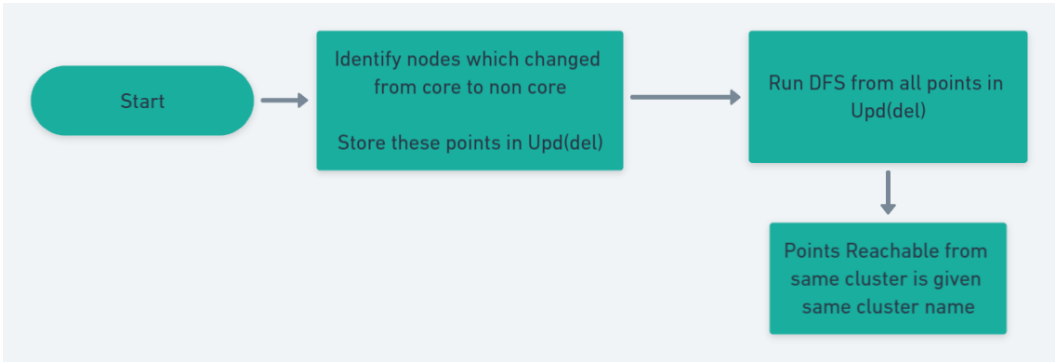 Start
Identify nodes which changed
from core to non core
Store these points in Upd(del)
Run DFS from all points in
Upd(del)
Points Reachable from
same cluster is given
same cluster name